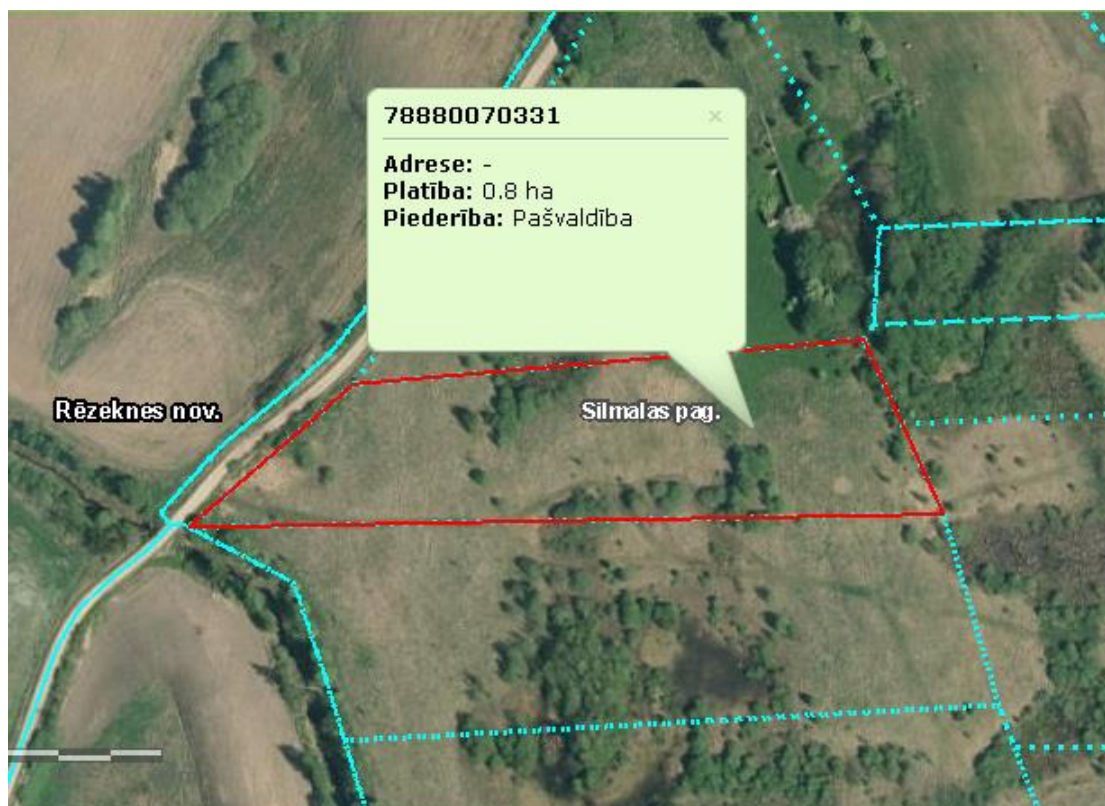 78880070331 ×
Adrese: -
Platība: 0.8 ha
Piederība: Pašvaldība
Rēzeknes nov.
Silmalas pag.